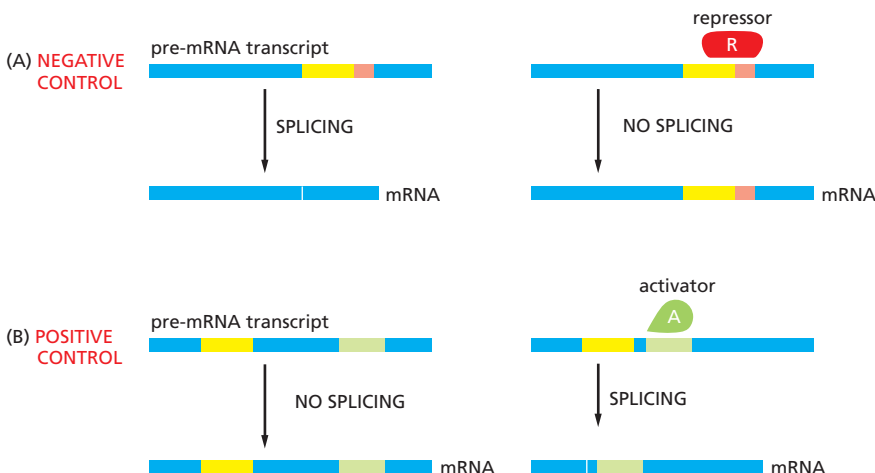 (A) NEGATIVE
CONTROL
pre-mRNA transcript
SPLICING
mRNA
repressor
R
NO SPLICING
mRNA
(B) POSITIVE
CONTROL
pre-mRNA transcript
NO SPLICING
mRNA
activator
A
SPLICING
mRNA